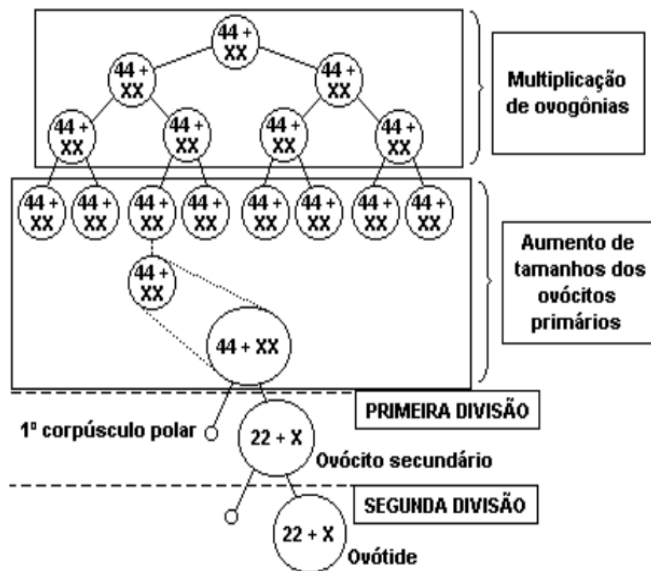 44 +
XX
44 +
XX
44 +
XX
44 +
XX
44 +
XX
44 +
XX
44 +
XX
Multiplicação
de ovogônias
44 +
XX
44 +
XX
44 +
XX
44 +
XX
44 +
XX
44 +
XX
44 +
XX
44 +
XX
44 +
XX
44 + XX
Aumento de
tamanhos dos
ovócitos
primários
PRIMEIRA DIVISÃO
1º corpúsculo polar
22 + X
Ovócito secundário
SEGUNDA DIVISÃO
22 + X
Ovótide